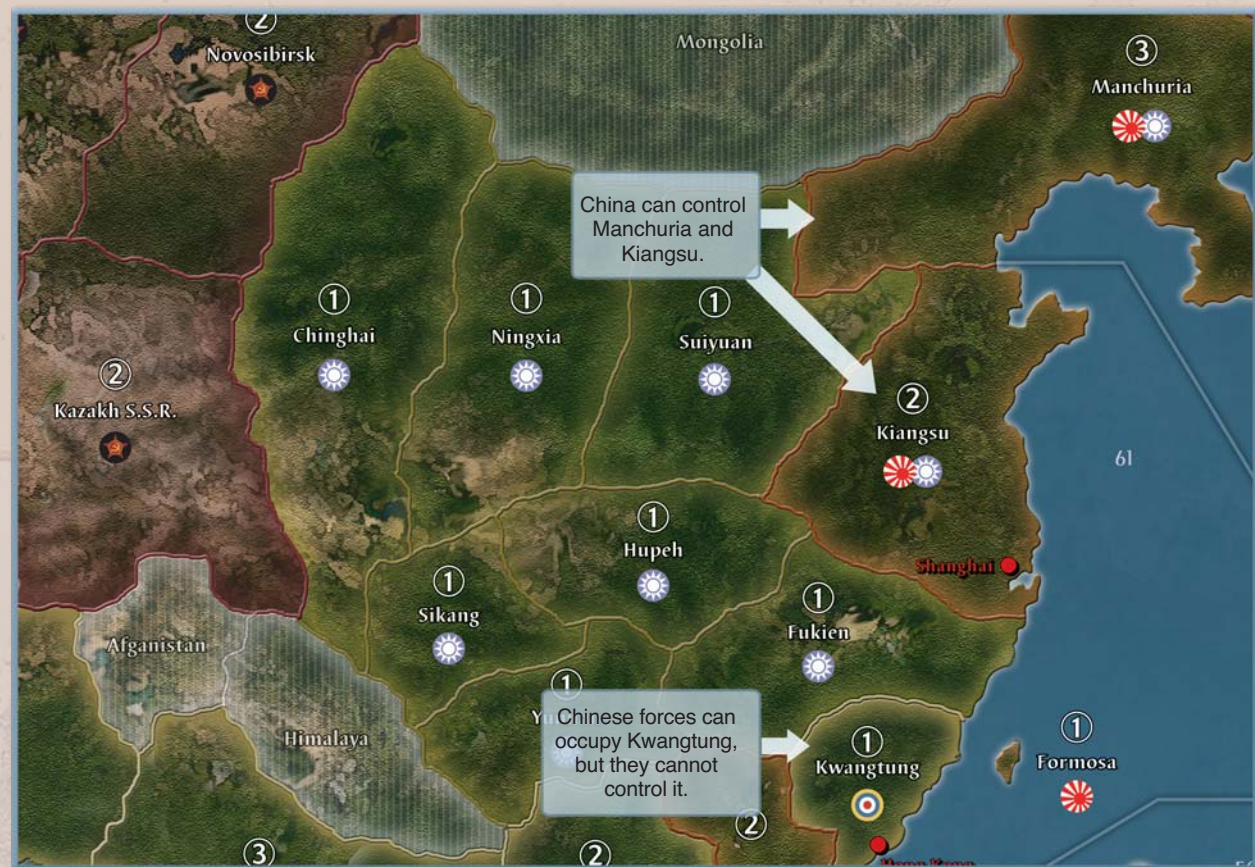 ②
Novosibirsk
Mongolia
③
Manchuria
China can control
Manchuria and
Kiangsu.
①
Chinghai
①
Ningxia
①
Suiyuan
②
Kazakh S.S.R.
②
Kiangsu
61
①
Hupeh
Shanghai
①
Sikang
①
Fukien
Afganistan
Himalaya
①
Chinese forces can
occupy Kwangtung,
but they cannot
control it.
①
Kwangtung
①
Formosa
③
②
②
Hong Kong